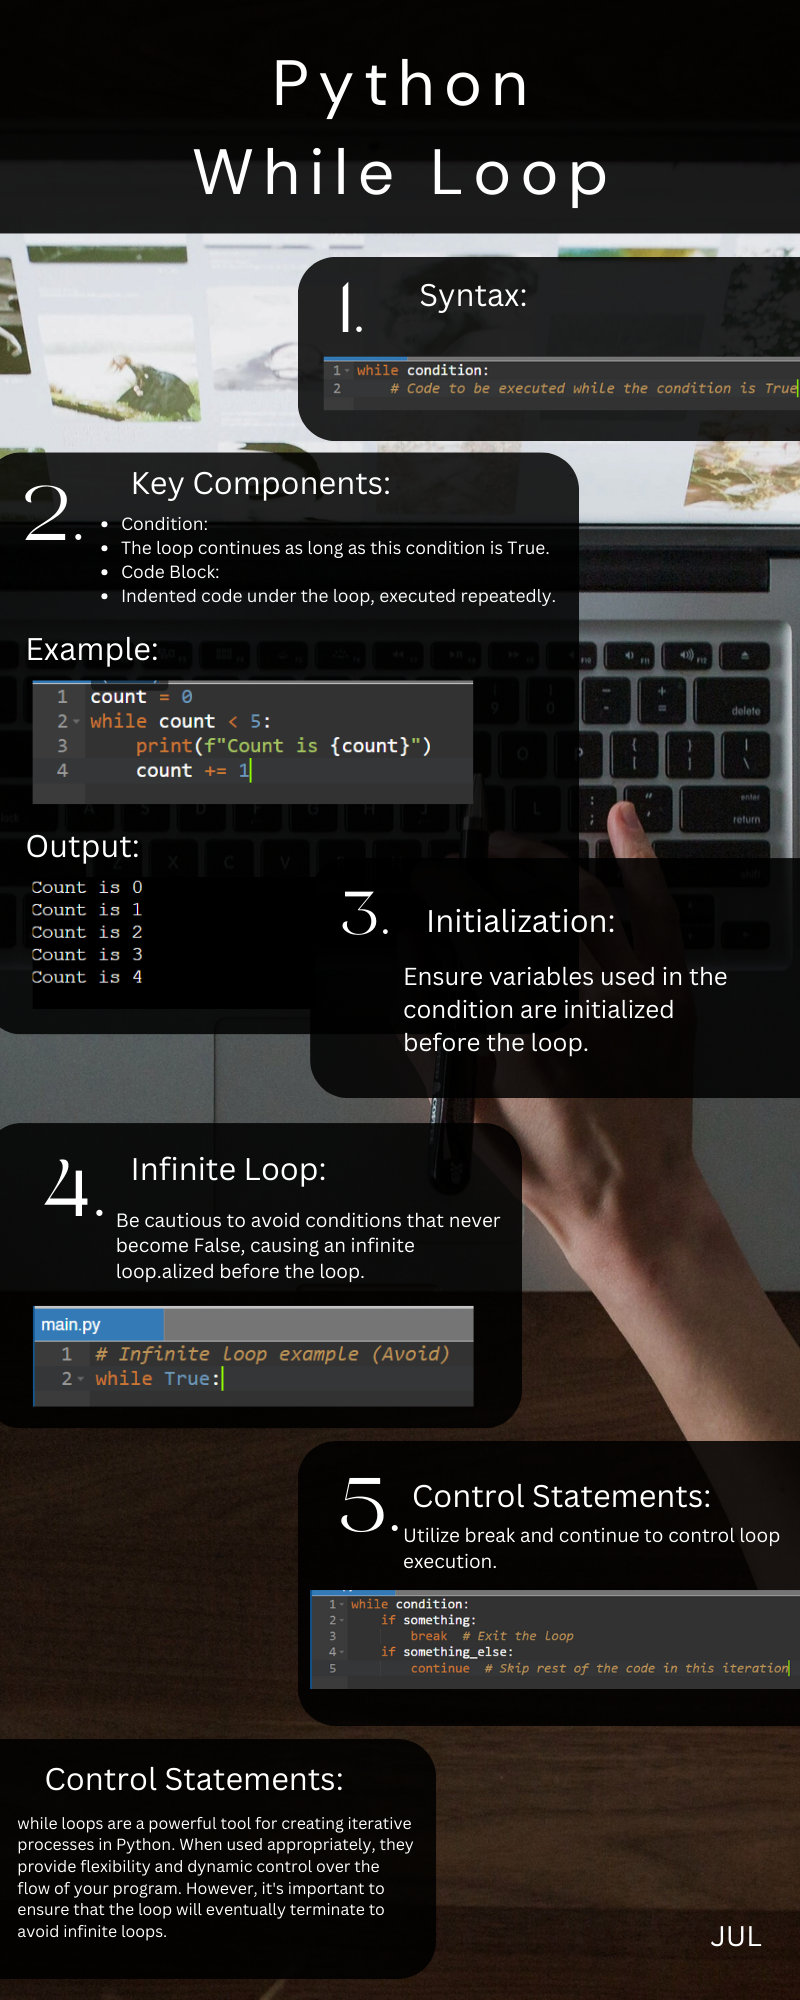 Python
While Loop
1.
Syntax:
1 while condition:
2     # Code to be executed while the condition is True
2.
Key Components:
• Condition:
• The loop continues as long as this condition is True.
• Code Block:
• Indented code under the loop, executed repeatedly.
Example:
1 count = 0
2 while count < 5:
3     print(f"Count is {count}")
4     count += 1
Output:
Count is 0
Count is 1
Count is 2
Count is 3
Count is 4
3.
Initialization:
Ensure variables used in the
condition are initialized
before the loop.
4.
Infinite Loop:
Be cautious to avoid conditions that never
become False, causing an infinite
loop.alized before the loop.
main.py
1 # Infinite loop example (Avoid)
2 while True:
5.
Control Statements:
Utilize break and continue to control loop
execution.
1 while condition:
2     if something:
3         break  # Exit the loop
4     if something_else:
5         continue  # Skip rest of the code in this iteration
Control Statements:
while loops are a powerful tool for creating iterative
processes in Python. When used appropriately, they
provide flexibility and dynamic control over the
flow of your program. However, it's important to
ensure that the loop will eventually terminate to
avoid infinite loops.
JUL
delete
enter
return